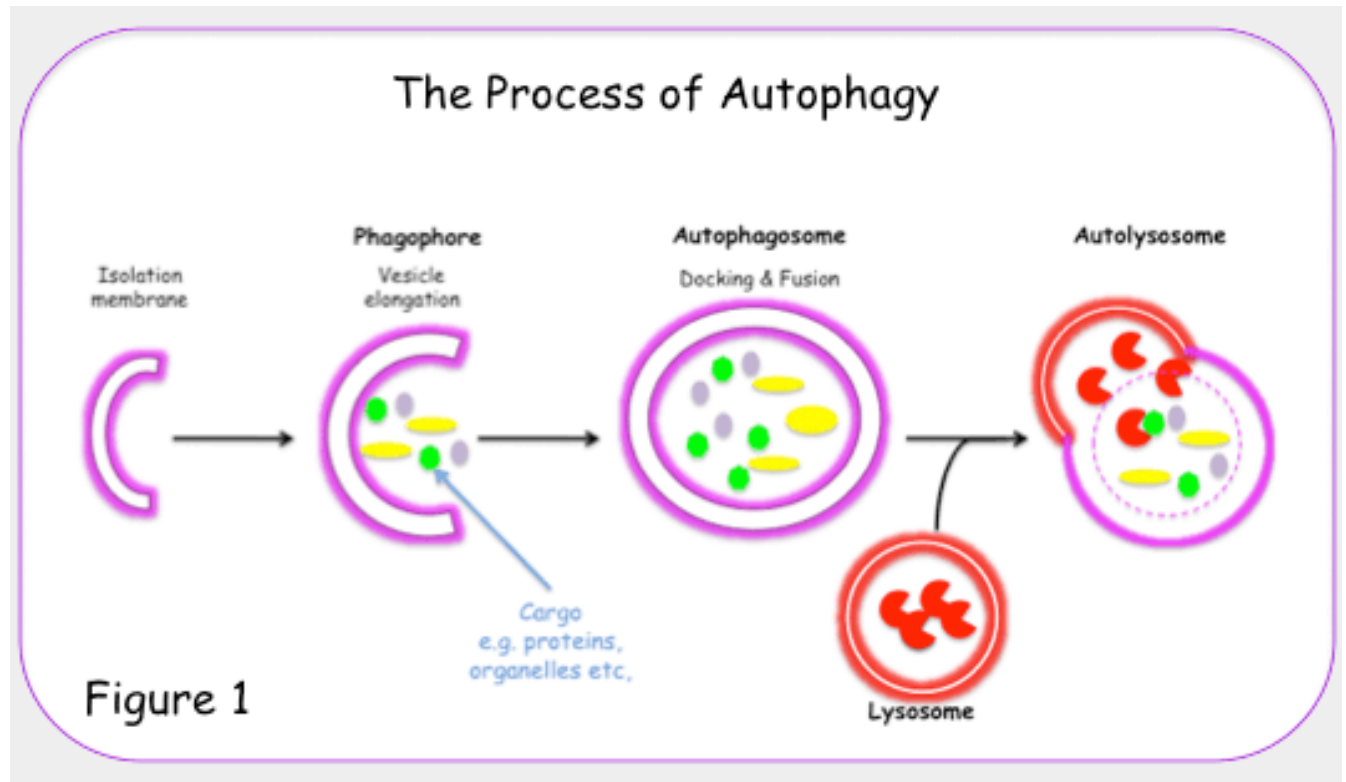 The Process of Autophagy
Isolation
membrane
Phagophore
Vesicle
elongation
Autophagosome
Docking & Fusion
Autolysosome
Cargo
e.g. proteins,
organelles etc,
Lysosome
Figure 1